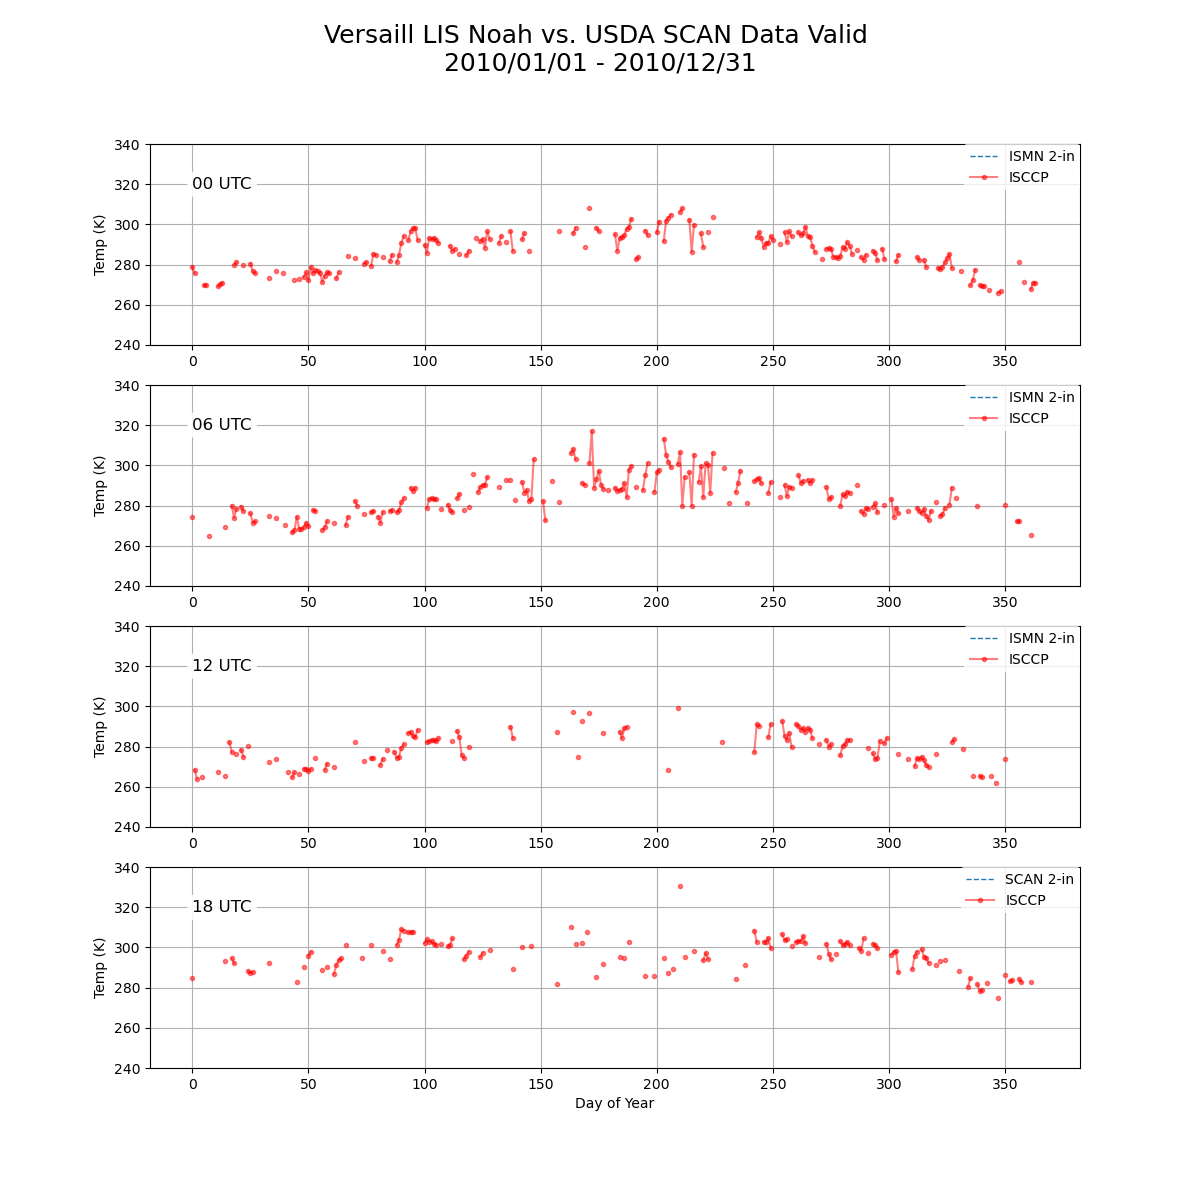 Versaill LIS Noah vs. USDA SCAN Data Valid
2010/01/01 - 2010/12/31
340
320
300
280
260
240
Temp (K)
00 UTC
ISMN 2-in
ISCCP
0 50 100 150 200 250 300 350
340
320
300
280
260
240
Temp (K)
06 UTC
ISMN 2-in
ISCCP
0 50 100 150 200 250 300 350
340
320
300
280
260
240
Temp (K)
12 UTC
ISMN 2-in
ISCCP
0 50 100 150 200 250 300 350
340
320
300
280
260
240
Temp (K)
18 UTC
SCAN 2-in
ISCCP
0 50 100 150 200 250 300 350
Day of Year